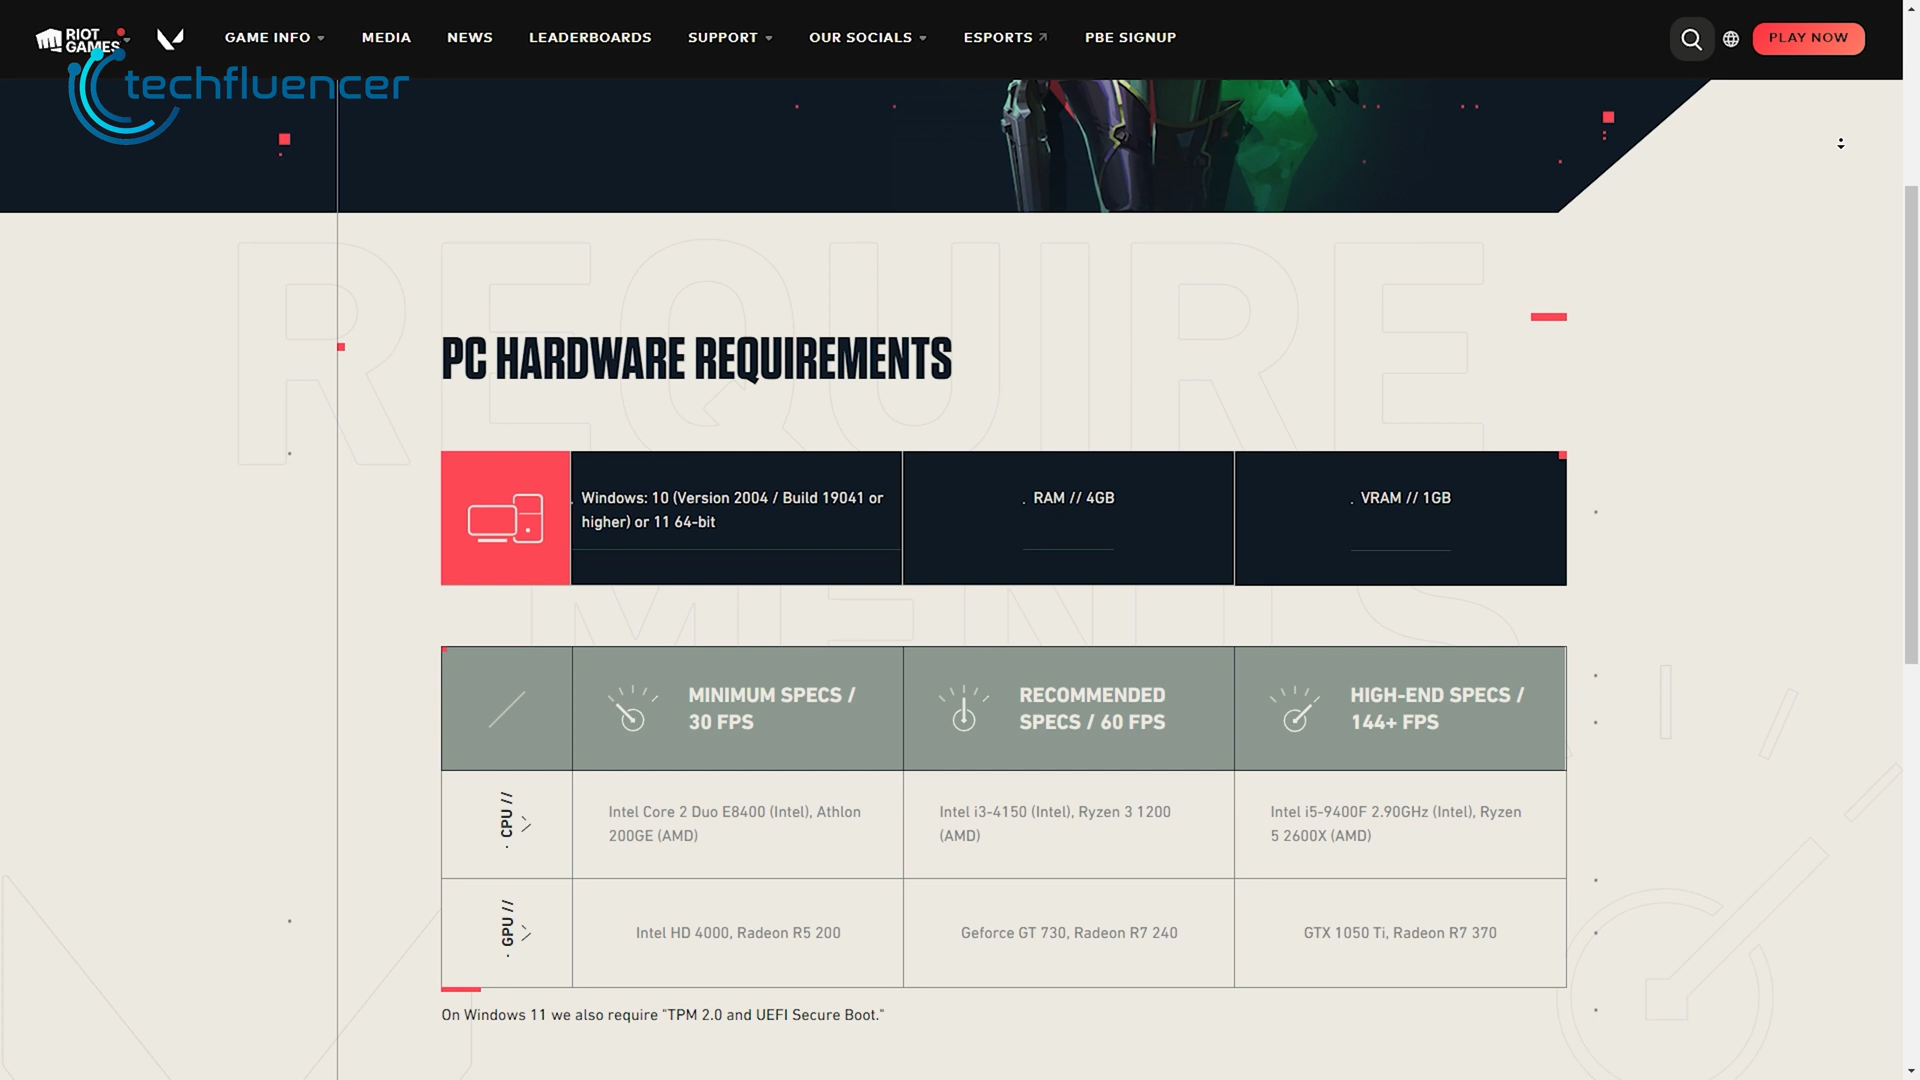 RIOT GAMES
GAME INFO
MEDIA
NEWS
LEADERBOARDS
SUPPORT
OUR SOCIALS
ESPORTS
PBE SIGNUP
PLAY NOW
techfluencer
REQUIRE
MENTS
PC HARDWARE REQUIREMENTS
Windows: 10 (Version 2004 / Build 19041 or
higher) or 11 64-bit
RAM // 4GB
VRAM // 1GB
MINIMUM SPECS /
30 FPS
RECOMMENDED
SPECS / 60 FPS
HIGH-END SPECS /
144+ FPS
CPU //
Intel Core 2 Duo E8400 (Intel), Athlon
200GE (AMD)
Intel i3-4150 (Intel), Ryzen 3 1200
(AMD)
Intel i5-9400F 2.90GHz (Intel), Ryzen
5 2600X (AMD)
GPU //
Intel HD 4000, Radeon R5 200
Geforce GT 730, Radeon R7 240
GTX 1050 Ti, Radeon R7 370
On Windows 11 we also require "TPM 2.0 and UEFI Secure Boot."